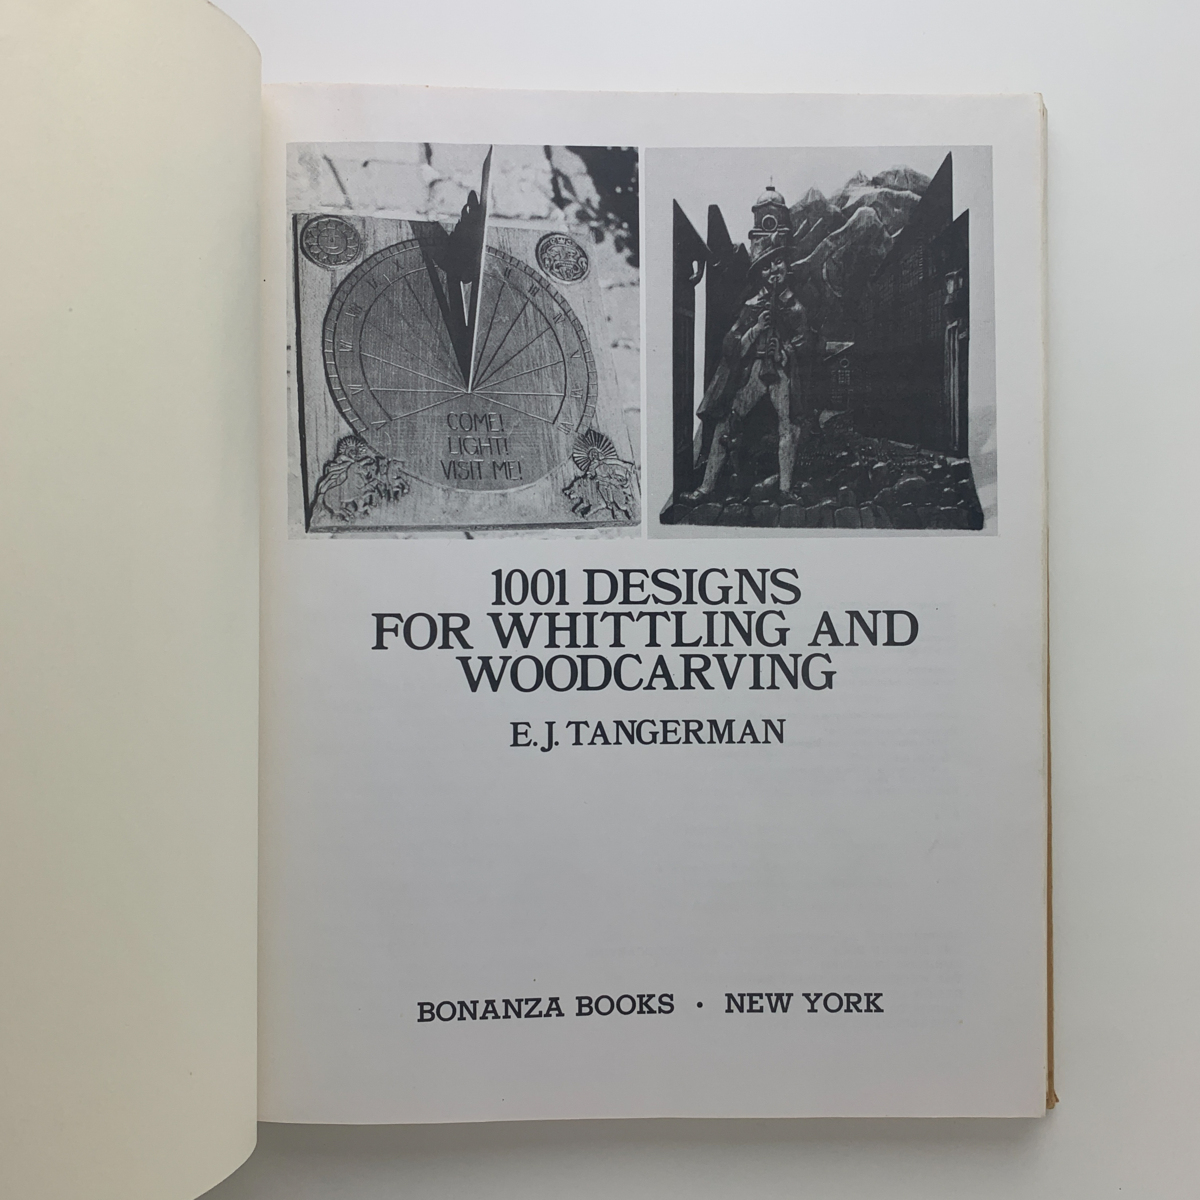 COME!
LIGHT!
VISIT ME!
1001 DESIGNS
FOR WHITTLING AND
WOODCARVING
E.J. TANGERMAN
BONANZA BOOKS • NEW YORK